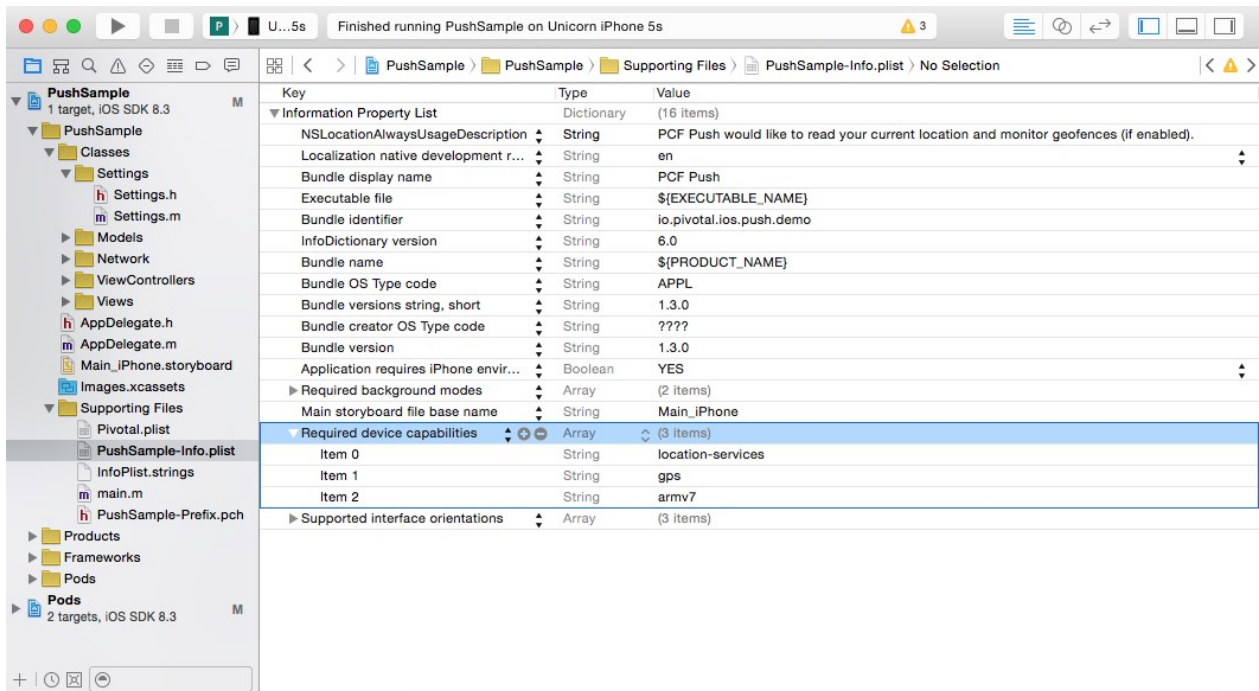 P U...5s Finished running PushSample on Unicorn iPhone 5s 3
PushSample PushSample Supporting Files PushSample-Info.plist No Selection
PushSample M
1 target, iOS SDK 8.3
PushSample
Classes
Settings
h Settings.h
m Settings.m
Models
Network
ViewControllers
Views
h AppDelegate.h
m AppDelegate.m
Main_iPhone.storyboard
Images.xcassets
Supporting Files
Pivotal.plist
PushSample-Info.plist
InfoPlist.strings
m main.m
h PushSample-Prefix.pch
Products
Frameworks
Pods
Pods M
2 targets, iOS SDK 8.3
Key Type Value
Information Property List Dictionary (16 items)
NSLocationAlwaysUsageDescription String PCF Push would like to read your current location and monitor geofences (if enabled).
Localization native development r... String en
Bundle display name String PCF Push
Executable file String ${EXECUTABLE_NAME}
Bundle identifier String io.pivotal.ios.push.demo
InfoDictionary version String 6.0
Bundle name String ${PRODUCT_NAME}
Bundle OS Type code String APPL
Bundle versions string, short String 1.3.0
Bundle creator OS Type code String ????
Bundle version String 1.3.0
Application requires iPhone envir... Boolean YES
Required background modes Array (2 items)
Main storyboard file base name String Main_iPhone
Required device capabilities Array (3 items)
Item 0 String location-services
Item 1 String gps
Item 2 String armv7
Supported interface orientations Array (3 items)